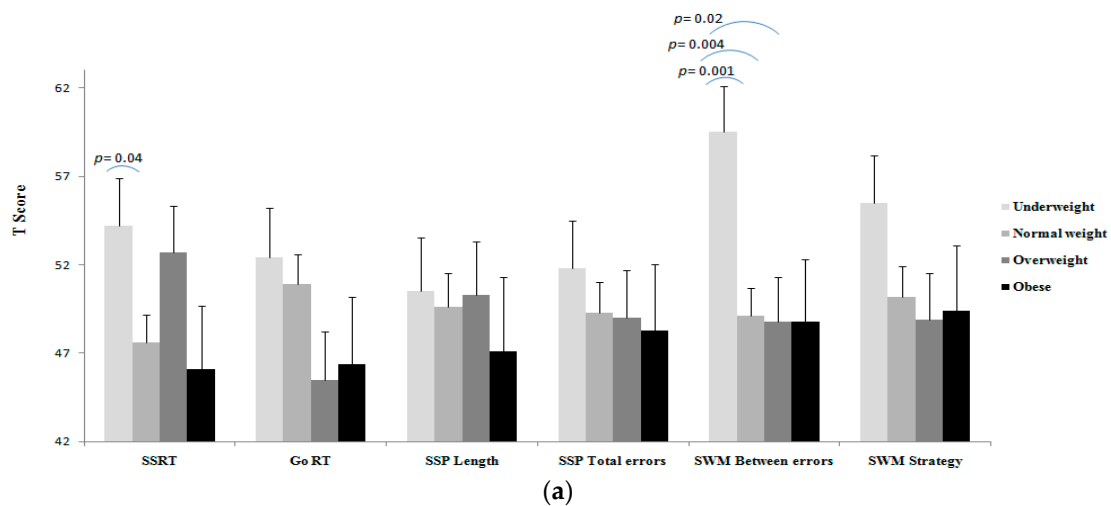 p= 0.02
p= 0.004
p= 0.001
p= 0.04
62
57
52
47
42
T Score
Underweight
Normal weight
Overweight
Obese
SSRT
Go RT
SSP Length
SSP Total errors
SWM Between errors
SWM Strategy
(a)